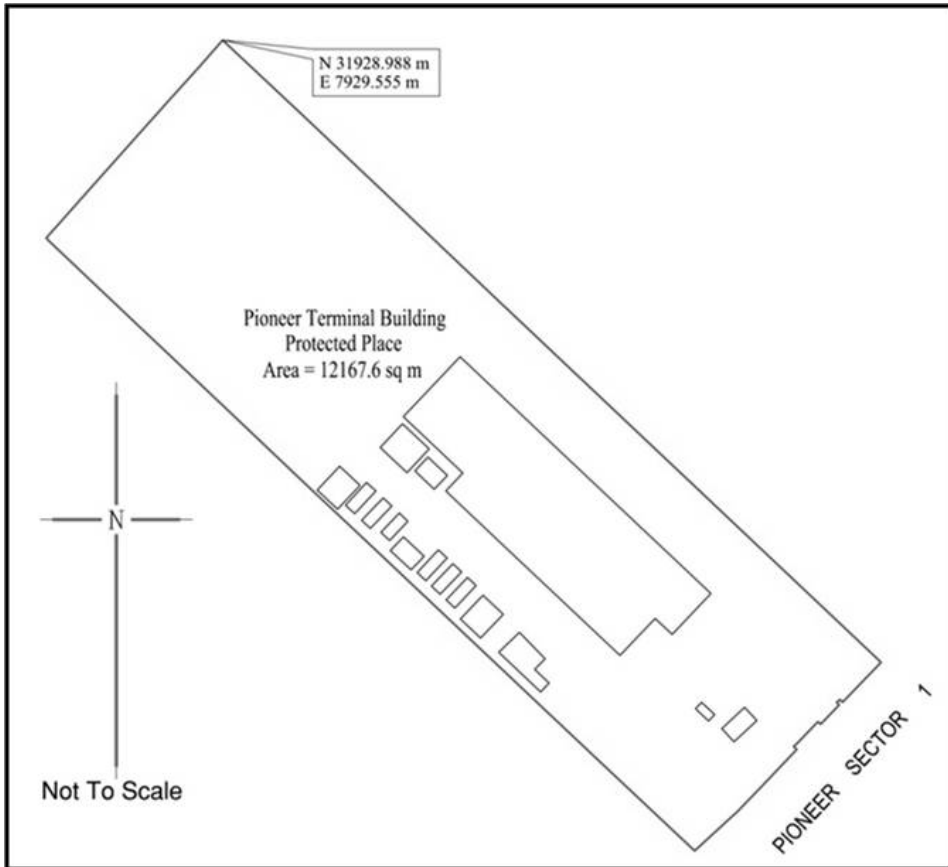 N 31928.988 m
E 7929.555 m
Pioneer Terminal Building
Protected Place
Area = 12167.6 sq m
N
Not To Scale
PIONEER SECTOR 1